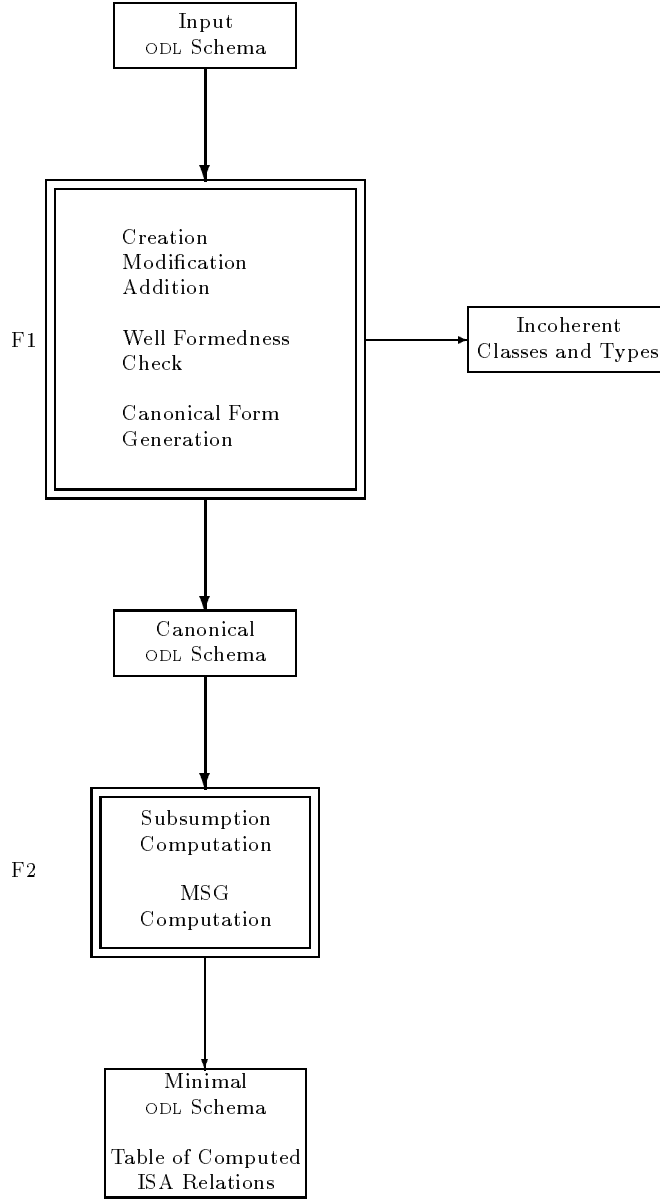 Input
ODL Schema
Creation
Modification
Addition
F1
Well Formedness
Check
Canonical Form
Generation
Incoherent
Classes and Types
Canonical
ODL Schema
F2
Subsumption
Computation
MSG
Computation
Minimal
ODL Schema
Table of Computed
ISA Relations